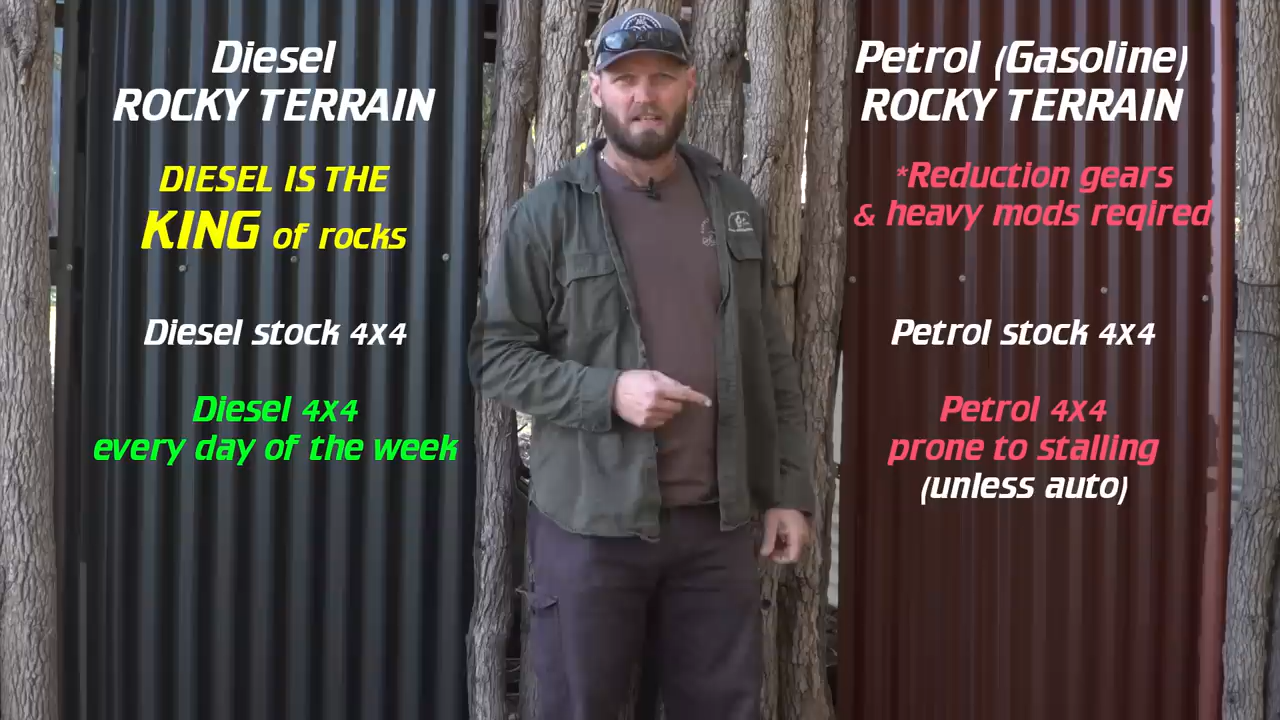 Diesel
ROCKY TERRAIN
DIESEL IS THE
KING of rocks
Diesel stock 4x4
Diesel 4x4
every day of the week
Petrol (Gasoline)
ROCKY TERRAIN
*Reduction gears
& heavy mods reqired
Petrol stock 4x4
Petrol 4x4
prone to stalling
(unless auto)